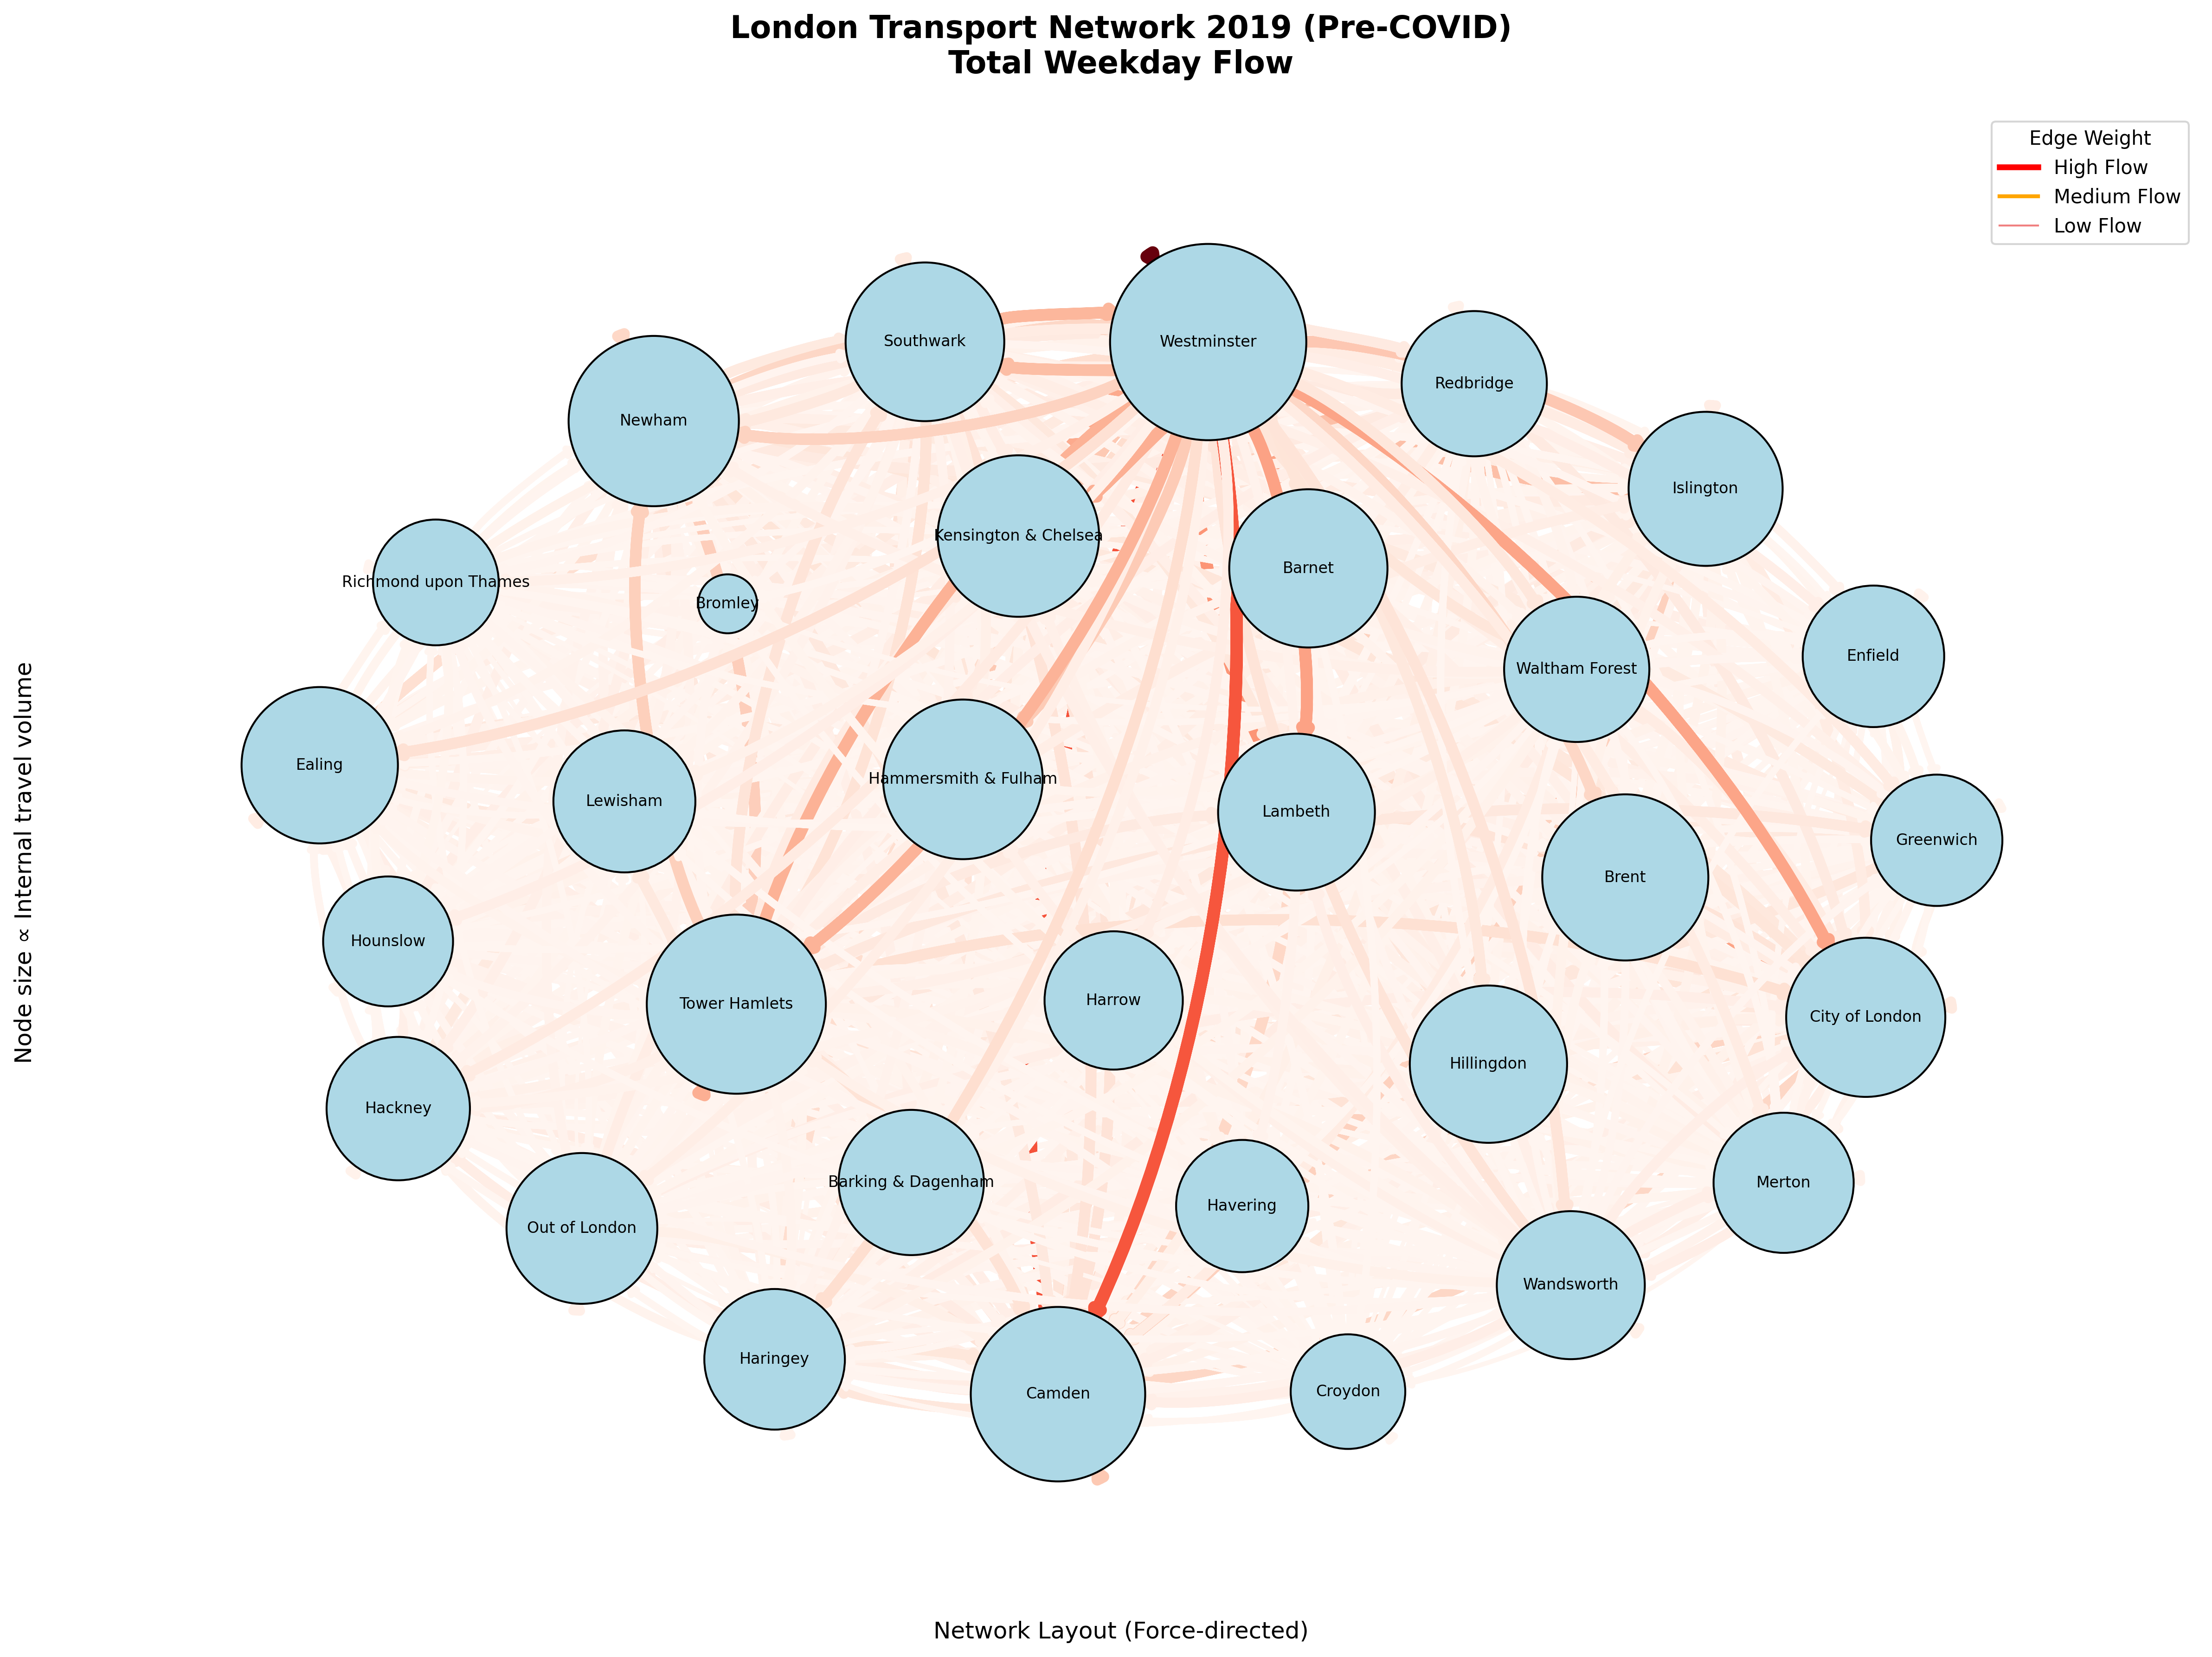 London Transport Network 2019 (Pre-COVID)
Total Weekday Flow
Edge Weight
High Flow
Medium Flow
Low Flow
Southwark
Westminster
Redbridge
Newham
Islington
Kensington & Chelsea
Barnet
Richmond upon Thames
Bromley
Waltham Forest
Enfield
Ealing
Lewisham
Hammersmith & Fulham
Lambeth
Greenwich
Brent
Hounslow
Tower Hamlets
Harrow
City of London
Hillingdon
Hackney
Barking & Dagenham
Merton
Out of London
Havering
Wandsworth
Haringey
Camden
Croydon
Node size ∝ Internal travel volume
Network Layout (Force-directed)